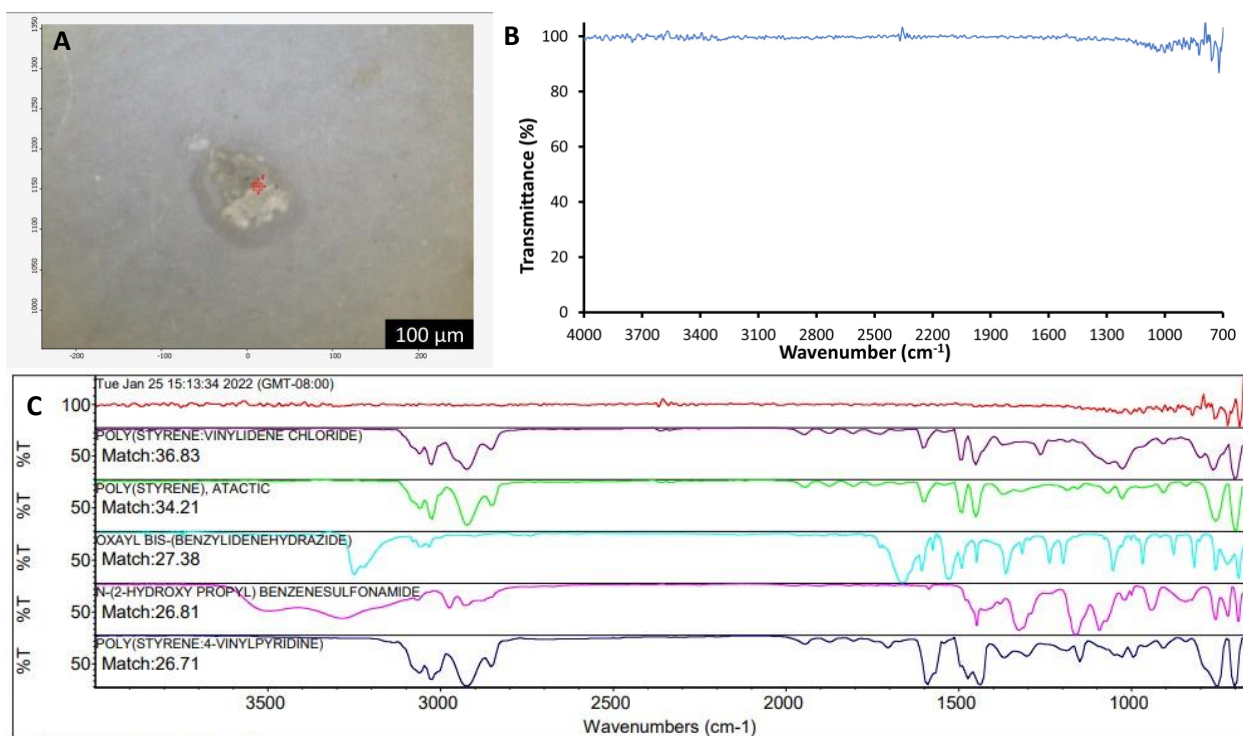 A
1350
1300
1250
1200
1150
1100
1050
1000
-200
-100
0
100
200
100 µm
B
Transmittance (%)
100
80
60
40
20
0
4000 3700 3400 3100 2800 2500 2200 1900 1600 1300 1000 700
Wavenumber (cm-1)
C
Tue Jan 25 15:13:34 2022 (GMT-08:00)
100
%T
POLY(STYRENE:VINYLIDENE CHLORIDE)
50
Match:36.83
%T
POLY(STYRENE), ATACTIC
50
Match:34.21
%T
OXAYL BIS-(BENZYLIDENEHYDRAZIDE)
50
Match:27.38
%T
N-(2-HYDROXY PROPYL) BENZENESULFONAMIDE
50
Match:26.81
%T
POLY(STYRENE:4-VINYLPYRIDINE)
50
Match:26.71
3500 3000 2500 2000 1500 1000
Wavenumbers (cm-1)